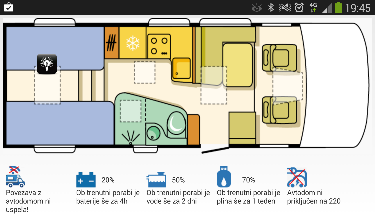 4G
19:45
20%
50%
70%
Povezava z
avtodomom ni
uspela!
Ob trenutni porabi je
baterije še za 4h
Ob trenutni porabi je
vode še za 2 dni
Ob trenutni porabi je
plina še za 1 teden
Avtodom ni
priključen na 220